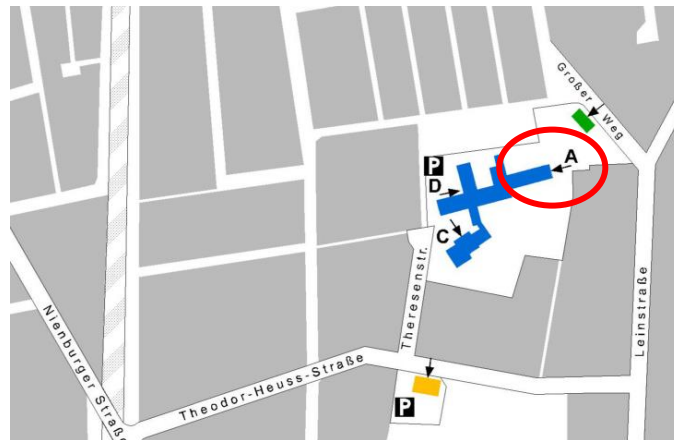 Großer Weg
A
P
D
C
Theresenstr.
Leinstraße
Nienburger Straße
Theodor-Heuss-Straße
P